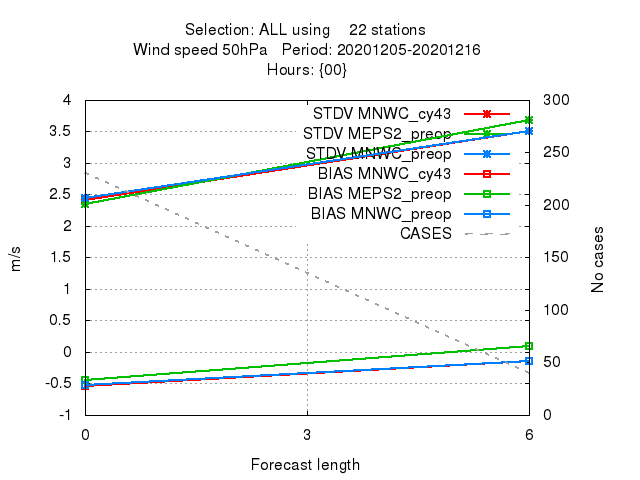 Selection: ALL using    22 stations
Wind speed 50hPa   Period: 20201205-20201216
Hours: {00}
STDV MNWC_cy43
STDV MEPS2_preop
STDV MNWC_preop
BIAS MNWC_cy43
BIAS MEPS2_preop
BIAS MNWC_preop
CASES
4
3.5
3
2.5
2
1.5
1
0.5
0
-0.5
-1
m/s
300
250
200
150
100
50
0
No cases
0 3 6
Forecast length